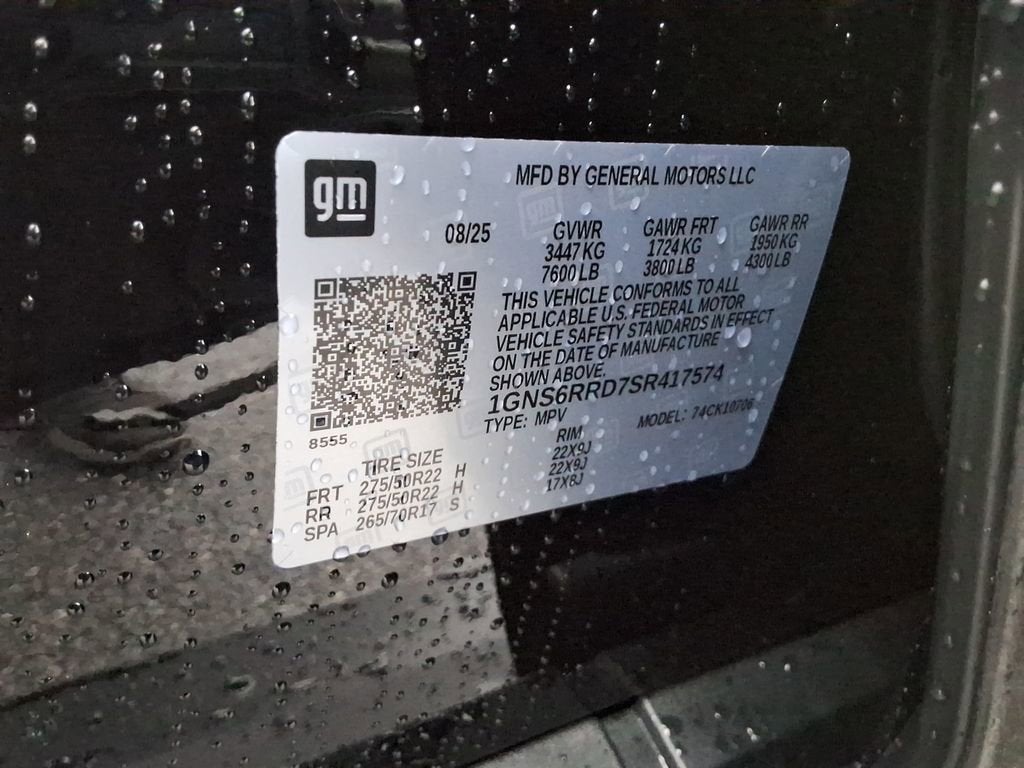 gm
MFD BY GENERAL MOTORS LLC
08/25
GVWR GAWR FRT GAWR RR
3447 KG 1724 KG 1950 KG
7600 LB 3800 LB 4300 LB
THIS VEHICLE CONFORMS TO ALL
APPLICABLE U.S. FEDERAL MOTOR
VEHICLE SAFETY STANDARDS IN EFFECT
ON THE DATE OF MANUFACTURE
SHOWN ABOVE.
1GNS6RRD7SR417574
TYPE: MPV MODEL: 74CK10706
8555
TIRE SIZE RIM
FRT 275/50R22 H 22X9J
RR 275/50R22 H 22X9J
SPA 265/70R17 S 17X8J